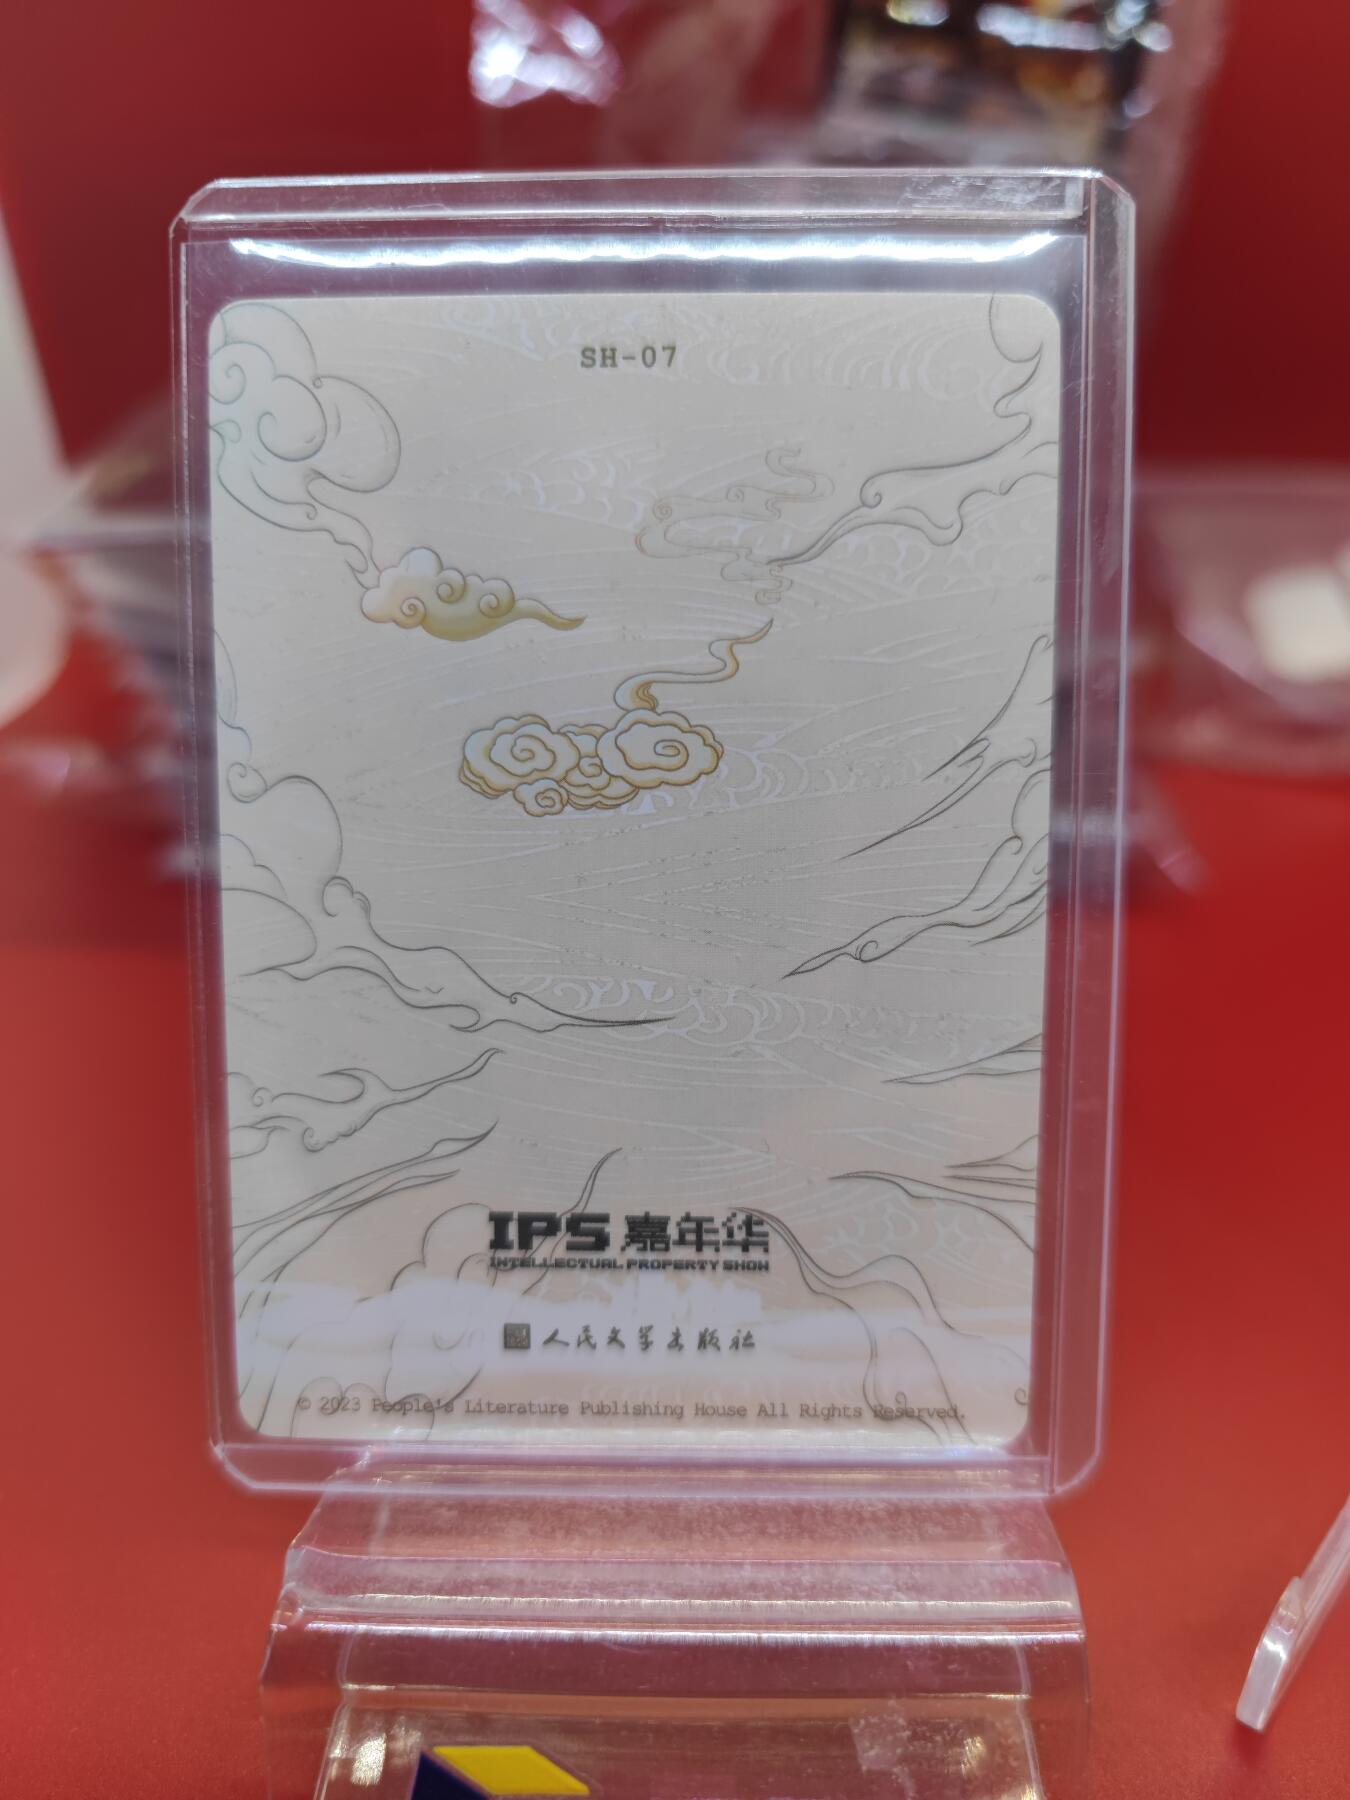 SH-07
IPS 嘉年华
INTELLECTUAL PROPERTY SHOW
人民文学出版社
© 2023 People's Literature Publishing House All Rights Reserved.